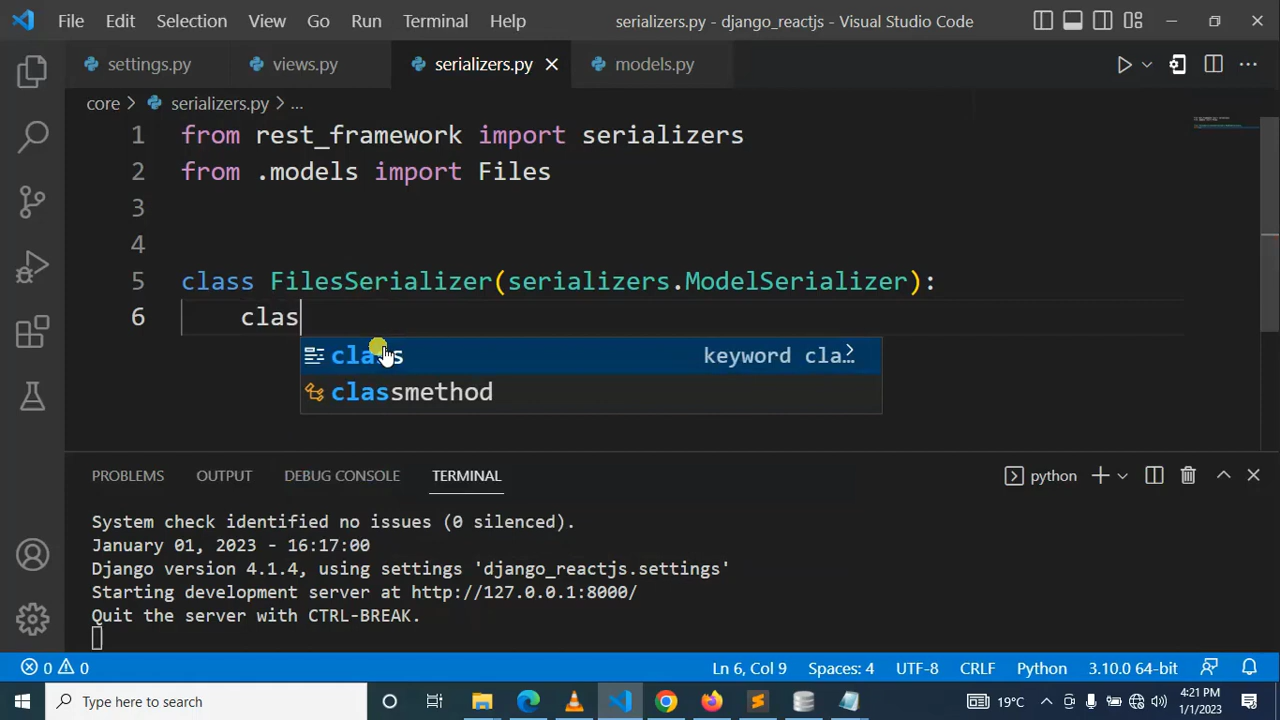 File Edit Selection View Go Run Terminal Help serializers.py - django_reactjs - Visual Studio Code
settings.py views.py serializers.py models.py
core > serializers.py > ...
1 from rest_framework import serializers
2 from .models import Files
3
4
5 class FilesSerializer(serializers.ModelSerializer):
6 clas
class keyword cla…
classmethod
PROBLEMS OUTPUT DEBUG CONSOLE TERMINAL python
System check identified no issues (0 silenced).
January 01, 2023 - 16:17:00
Django version 4.1.4, using settings 'django_reactjs.settings'
Starting development server at http://127.0.0.1:8000/
Quit the server with CTRL-BREAK.
0 0 Ln 6, Col 9 Spaces: 4 UTF-8 CRLF Python 3.10.0 64-bit
Type here to search 19°C 4:21 PM
1/1/2023